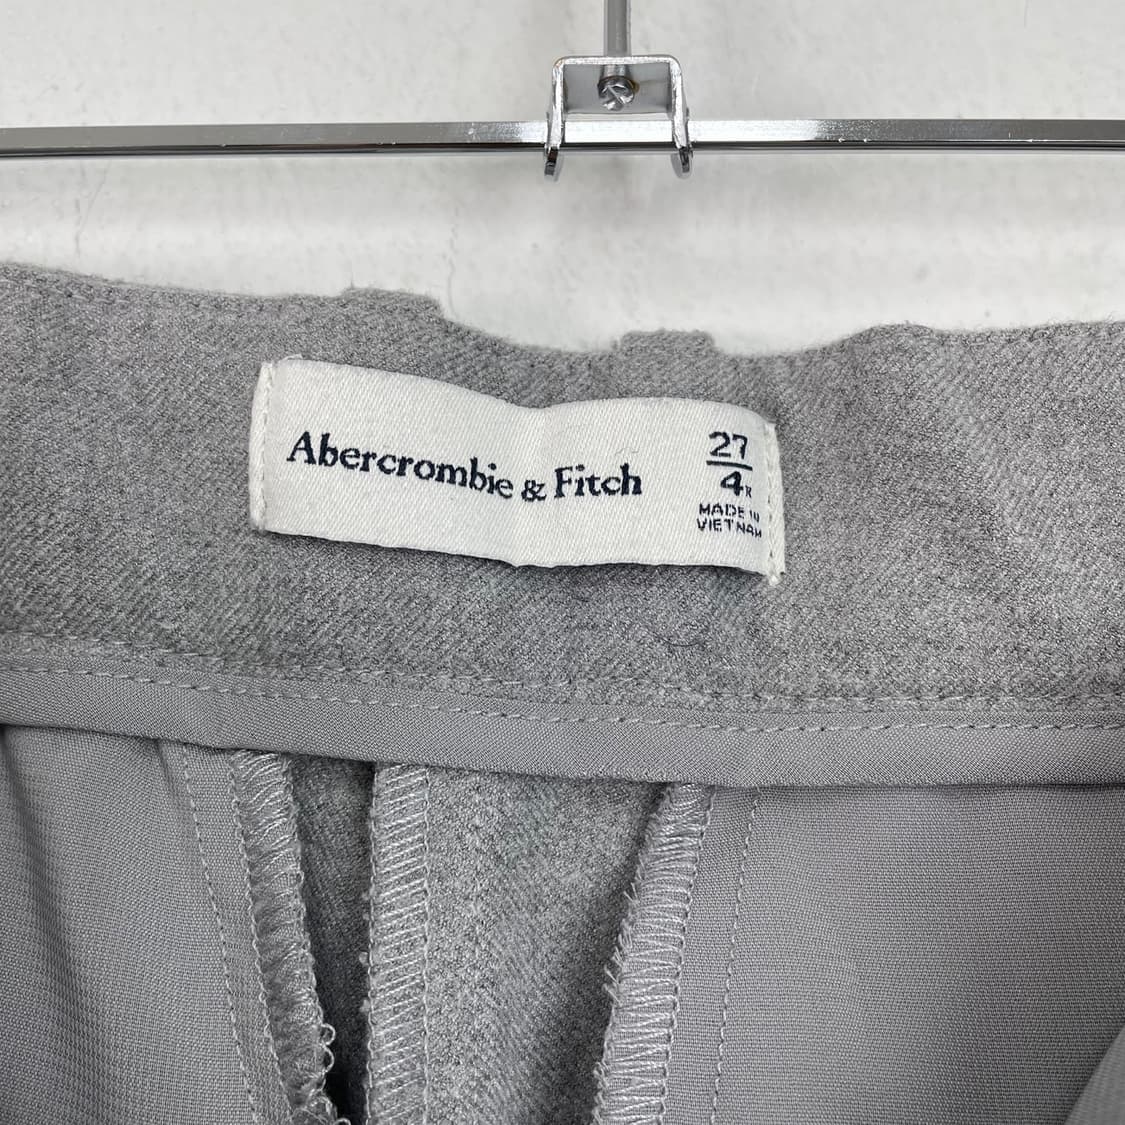 Abercrombie & Fitch
27
4R
MADE IN
VIETNAM